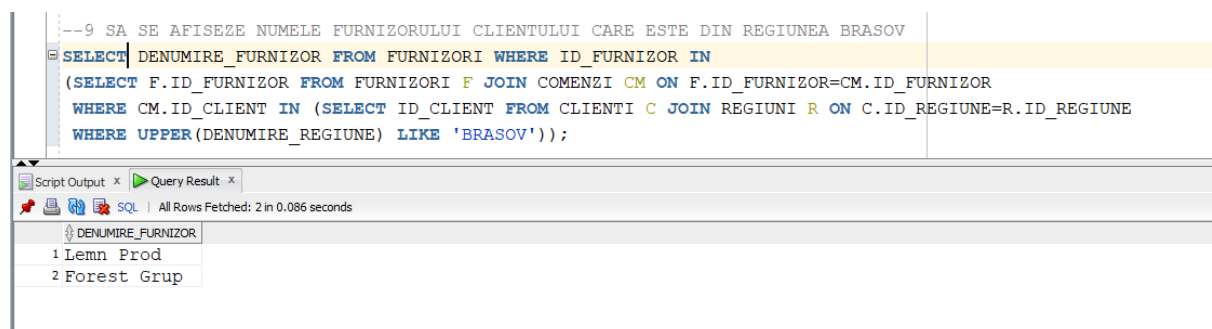 --9 SA SE AFISEZE NUMELE FURNIZORULUI CLIENTULUI CARE ESTE DIN REGIUNEA BRASOV
SELECT DENUMIRE_FURNIZOR FROM FURNIZORI WHERE ID_FURNIZOR IN
(SELECT F.ID_FURNIZOR FROM FURNIZORI F JOIN COMENZI CM ON F.ID_FURNIZOR=CM.ID_FURNIZOR
WHERE CM.ID_CLIENT IN (SELECT ID_CLIENT FROM CLIENTI C JOIN REGIUNI R ON C.ID_REGIUNE=R.ID_REGIUNE
WHERE UPPER(DENUMIRE_REGIUNE) LIKE 'BRASOV'));
Script Output x Query Result x
SQL | All Rows Fetched: 2 in 0.086 seconds
DENUMIRE_FURNIZOR
1 Lemn Prod
2 Forest Grup